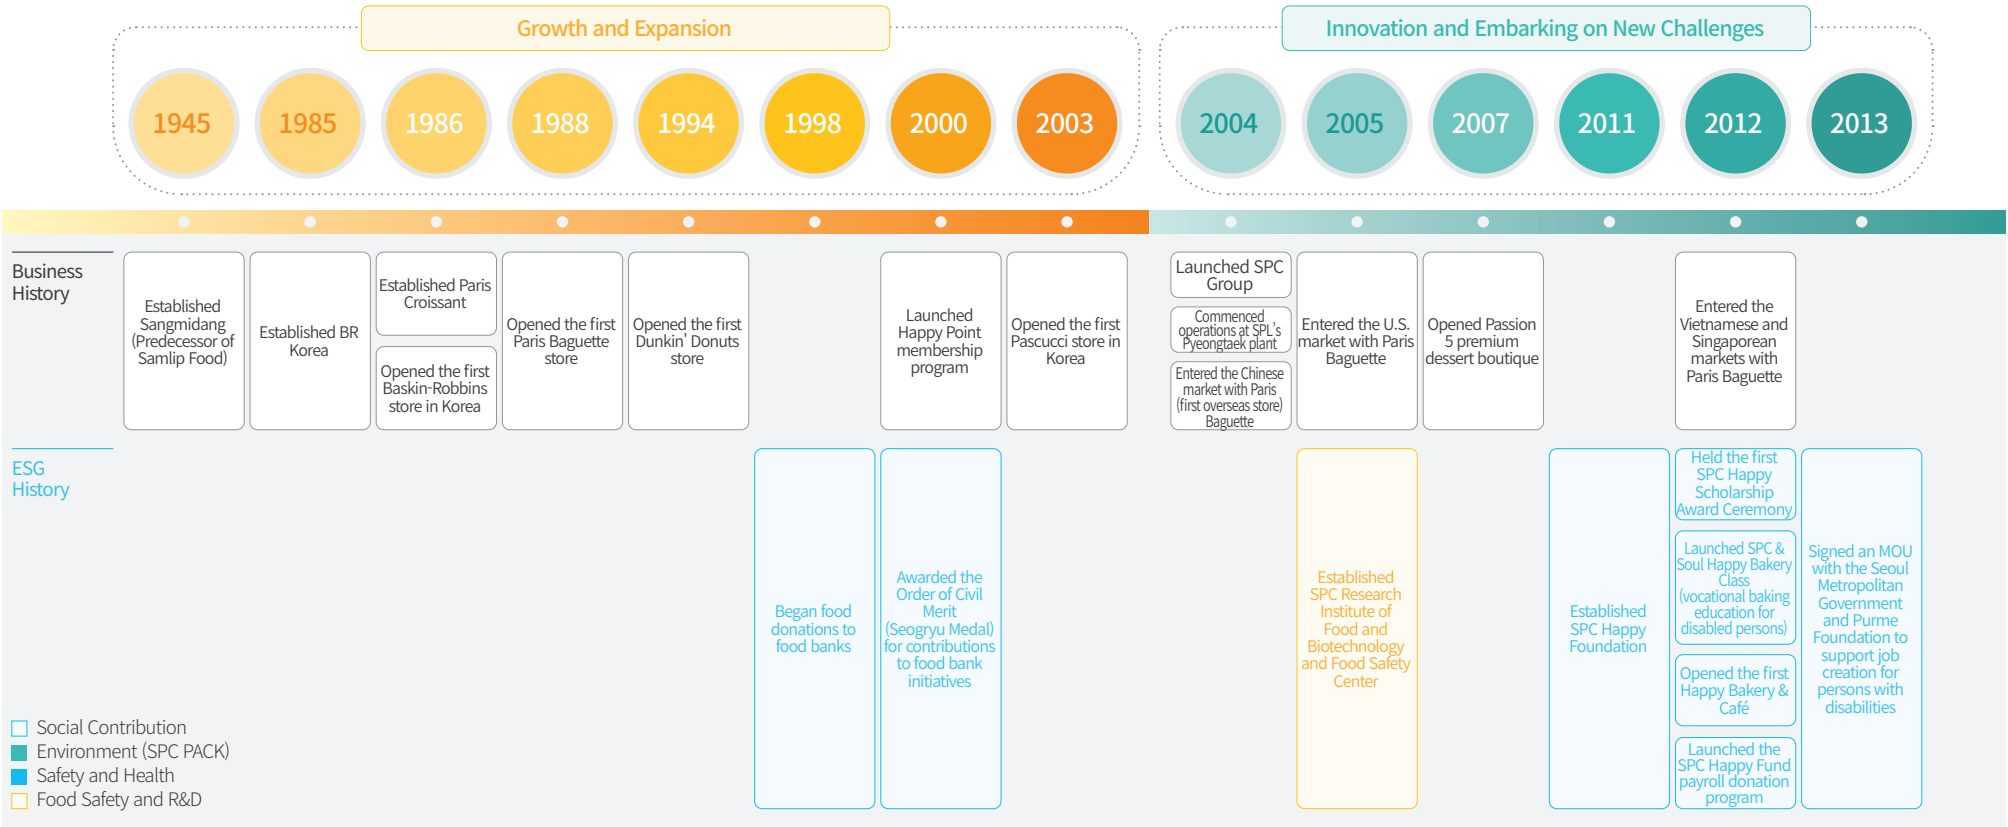 Growth and Expansion
Innovation and Embarking on New Challenges
1945
1985
1986
1988
1994
1998
2000
2003
2004
2005
2007
2011
2012
2013
Business
History
Established
Sangmidang
(Predecessor of
Samlip Food)
Established BR
Korea
Established Paris
Croissant
Opened the first
Baskin-Robbins
store in Korea
Opened the first
Paris Baguette
store
Opened the first
Dunkin' Donuts
store
Launched
Happy Point
membership
program
Opened the first
Pascucci store in
Korea
Launched SPC
Group
Commenced
operations at SPL's
Pyeongtaek plant
Entered the Chinese
market with Paris
(first overseas store)
Baguette
Entered the U.S.
market with Paris
Baguette
Opened Passion
5 premium
dessert boutique
Entered the
Vietnamese and
Singaporean
markets with
Paris Baguette
ESG
History
Began food
donations to
food banks
Awarded the
Order of Civil
Merit
(Seogryu Medal)
for contributions
to food bank
initiatives
Established
SPC Research
Institute of
Food and
Biotechnology
and Food Safety
Center
Established
SPC Happy
Foundation
Held the first
SPC Happy
Scholarship
Award Ceremony
Launched SPC &
Soul Happy Bakery
Class
(vocational baking
education for
disabled persons)
Opened the first
Happy Bakery &
Café
Launched the
SPC Happy Fund
payroll donation
program
Signed an MOU
with the Seoul
Metropolitan
Government
and Purme
Foundation to
support job
creation for
persons with
disabilities
Social Contribution
Environment (SPC PACK)
Safety and Health
Food Safety and R&D